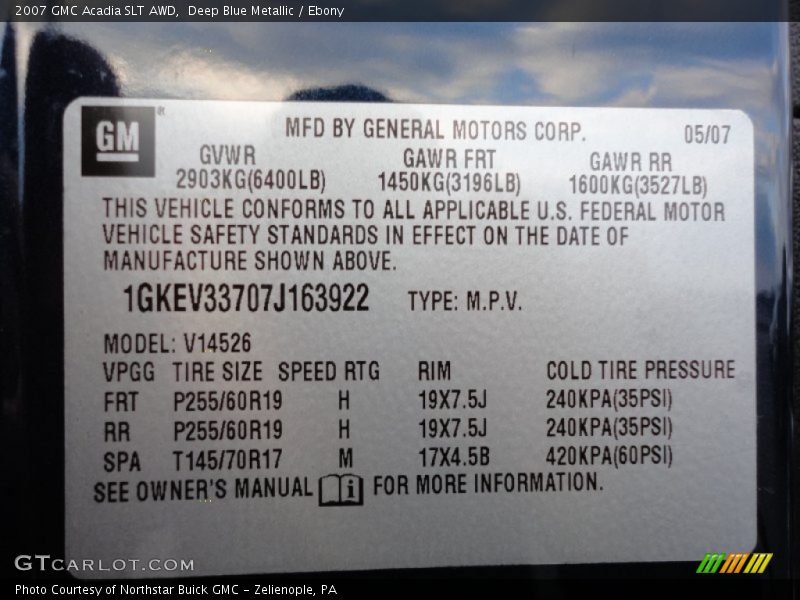 2007 GMC Acadia SLT AWD,  Deep Blue Metallic / Ebony
GM ®
MFD BY GENERAL MOTORS CORP. 05/07
GVWR GAWR FRT GAWR RR
2903KG(6400LB) 1450KG(3196LB) 1600KG(3527LB)
THIS VEHICLE CONFORMS TO ALL APPLICABLE U.S. FEDERAL MOTOR
VEHICLE SAFETY STANDARDS IN EFFECT ON THE DATE OF
MANUFACTURE SHOWN ABOVE.
1GKEV33707J163922 TYPE: M.P.V.
MODEL: V14526
VPGG TIRE SIZE SPEED RTG RIM COLD TIRE PRESSURE
FRT P255/60R19 H 19X7.5J 240KPA(35PSI)
RR P255/60R19 H 19X7.5J 240KPA(35PSI)
SPA T145/70R17 M 17X4.5B 420KPA(60PSI)
SEE OWNER'S MANUAL i FOR MORE INFORMATION.
GTCARLOT.COM
Photo Courtesy of Northstar Buick GMC – Zelienople, PA